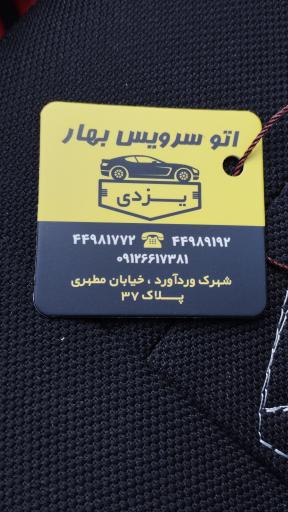 اتو سرویس بهار
یزدی
۴۴۹۸۱۷۷۲ ☎ ۴۴۹۸۹۱۹۲
۰۹۱۲۶۶۱۷۳۸۱
شهرک وردآورد ، خیابان مطهری
پلاک ۳۷